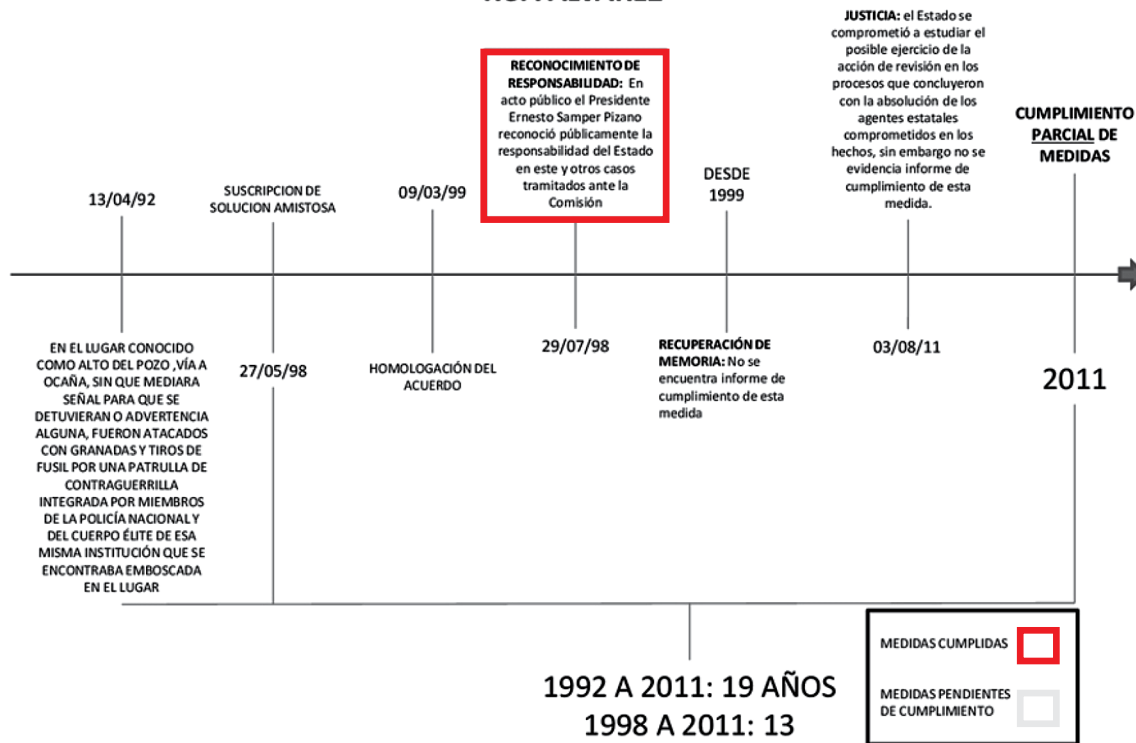 13/04/92
SUSCRIPCION DE
SOLUCION AMISTOSA
09/03/99
RECONOCIMIENTO DE
RESPONSABILIDAD: En
acto público el Presidente
Ernesto Samper Pizano
reconoció públicamente la
responsabilidad del Estado
en este y otros casos
tramitados ante la
Comisión
DESDE
1999
JUSTICIA: el Estado se
comprometió a estudiar el
posible ejercicio de la
acción de revisión en los
procesos que concluyeron
con la absolución de los
agentes estatales
comprometidos en los
hechos, sin embargo no se
evidencia informe de
cumplimiento de esta
medida.
CUMPLIMIENTO
PARCIAL DE
MEDIDAS
EN EL LUGAR CONOCIDO
COMO ALTO DEL POZO ,VÍA A
OCAÑA, SIN QUE MEDIARA
SEÑAL PARA QUE SE
DETUVIERAN O ADVERTENCIA
ALGUNA, FUERON ATACADOS
CON GRANADAS Y TIROS DE
FUSIL POR UNA PATRULLA DE
CONTRAGUERRILLA
INTEGRADA POR MIEMBROS
DE LA POLICÍA NACIONAL Y
DEL CUERPO ÉLITE DE ESA
MISMA INSTITUCIÓN QUE SE
ENCONTRABA EMBOSCADA
EN EL LUGAR
27/05/98
HOMOLOGACIÓN DEL
ACUERDO
29/07/98
RECUPERACIÓN DE
MEMORIA: No se
encuentra informe de
cumplimiento de esta
medida
03/08/11
2011
1992 A 2011: 19 AÑOS
1998 A 2011: 13
MEDIDAS CUMPLIDAS
MEDIDAS PENDIENTES
DE CUMPLIMIENTO